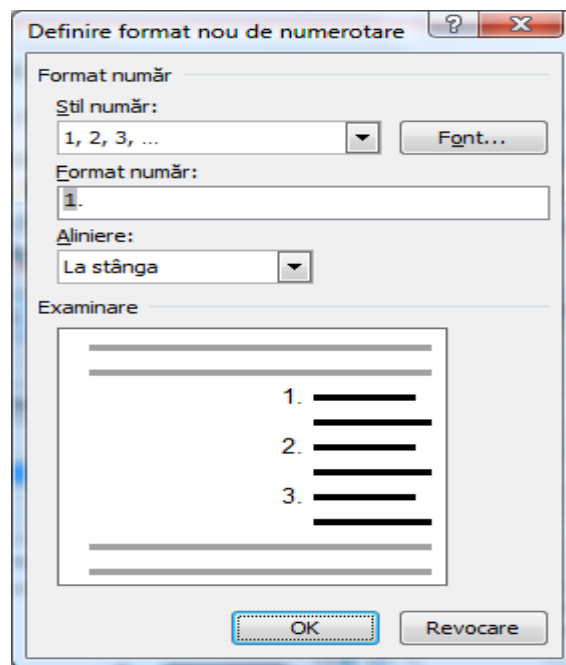 Definire format nou de numerotare
Format număr
Stil număr:
1, 2, 3, ...
Font...
Format număr:
1.
Aliniere:
La stânga
Examinare
1.
2.
3.
OK
Revocare